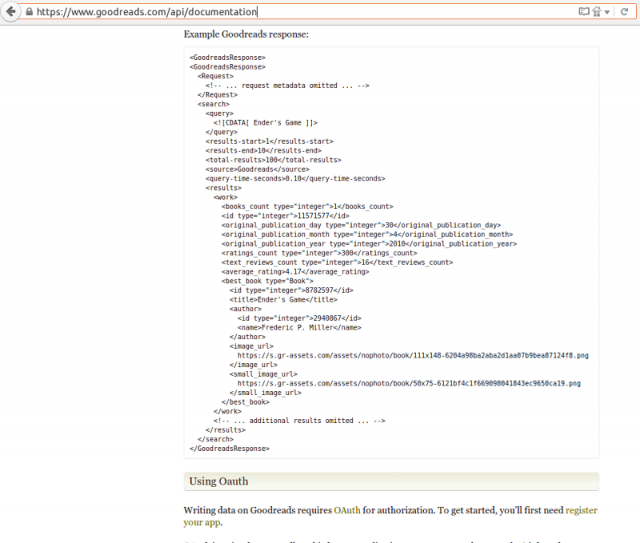 https://www.goodreads.com/api/documentation
Example Goodreads response:
<GoodreadsResponse>
<GoodreadsResponse>
<Request>
<!-- ... request metadata omitted ... -->
</Request>
<search>
<query>
<![CDATA[ Ender's Game ]]>
</query>
<results-start>1</results-start>
<results-end>10</results-end>
<total-results>100</total-results>
<source>Goodreads</source>
<query-time-seconds>0.10</query-time-seconds>
<results>
<work>
<books_count type="integer">1</books_count>
<id type="integer">11571577</id>
<original_publication_day type="integer">30</original_publication_day>
<original_publication_month type="integer">4</original_publication_month>
<original_publication_year type="integer">2010</original_publication_year>
<ratings_count type="integer">300</ratings_count>
<text_reviews_count type="integer">16</text_reviews_count>
<average_rating>4.17</average_rating>
<best_book type="Book">
<id type="integer">8782597</id>
<title>Ender's Game</title>
<author>
<id type="integer">2940867</id>
<name>Frederic P. Miller</name>
</author>
<image_url>
https://s.gr-assets.com/assets/nophoto/book/111x148-6204a98ba2aba2d1aa07b9bea87124f8.png
</image_url>
<small_image_url>
https://s.gr-assets.com/assets/nophoto/book/50x75-6121bf4c1f669098041843ec9650ca19.png
</small_image_url>
</best_book>
</work>
<!-- ... additional results omitted ... -->
</results>
</search>
</GoodreadsResponse>
Using Oauth
Writing data on Goodreads requires OAuth for authorization. To get started, you'll first need register
your app.